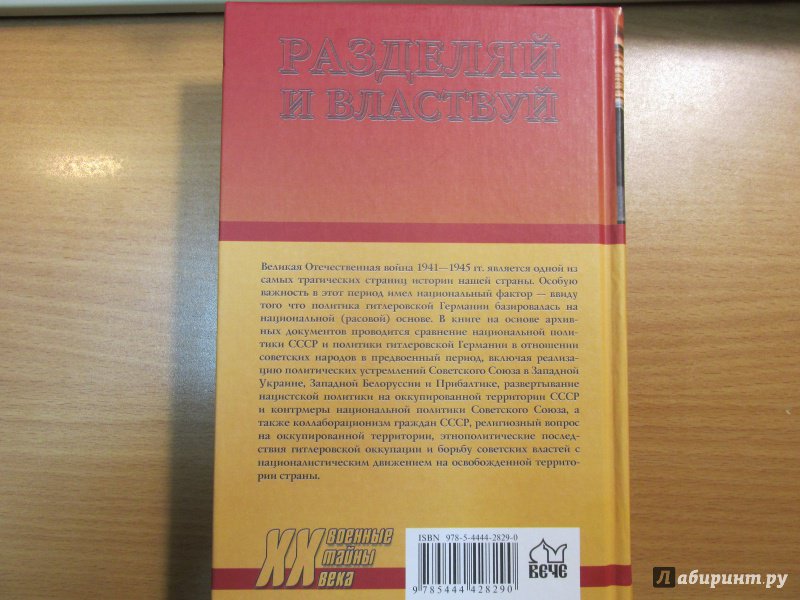 РАЗДЕЛЯЙ
И ВЛАСТВУЙ
Великая Отечественная война 1941—1945 гг. является одной из
самых трагических страниц истории нашей страны. Особую
важность в этот период имел национальный фактор — ввиду
того что политика гитлеровской Германии базировалась на
национальной (расовой) основе. В книге на основе архив-
ных документов проводится сравнение национальной поли-
тики СССР и политики гитлеровской Германии в отношении
советских народов в предвоенный период, включая реализа-
цию политических устремлений Советского Союза в Западной
Украине, Западной Белоруссии и Прибалтике, развертывание
нацистской политики на оккупированной территории СССР
и контрмеры национальной политики Советского Союза, а
также коллаборационизм граждан СССР, религиозный вопрос
на оккупированной территории, этнополитические послед-
ствия гитлеровской оккупации и борьбу советских властей с
националистическим движением на освобожденной террито-
рии страны.
XX военные
тайны
века
ISBN 978-5-4444-2829-0
9 785444 428290
ВЕЧЕ
Лабиринт.ру